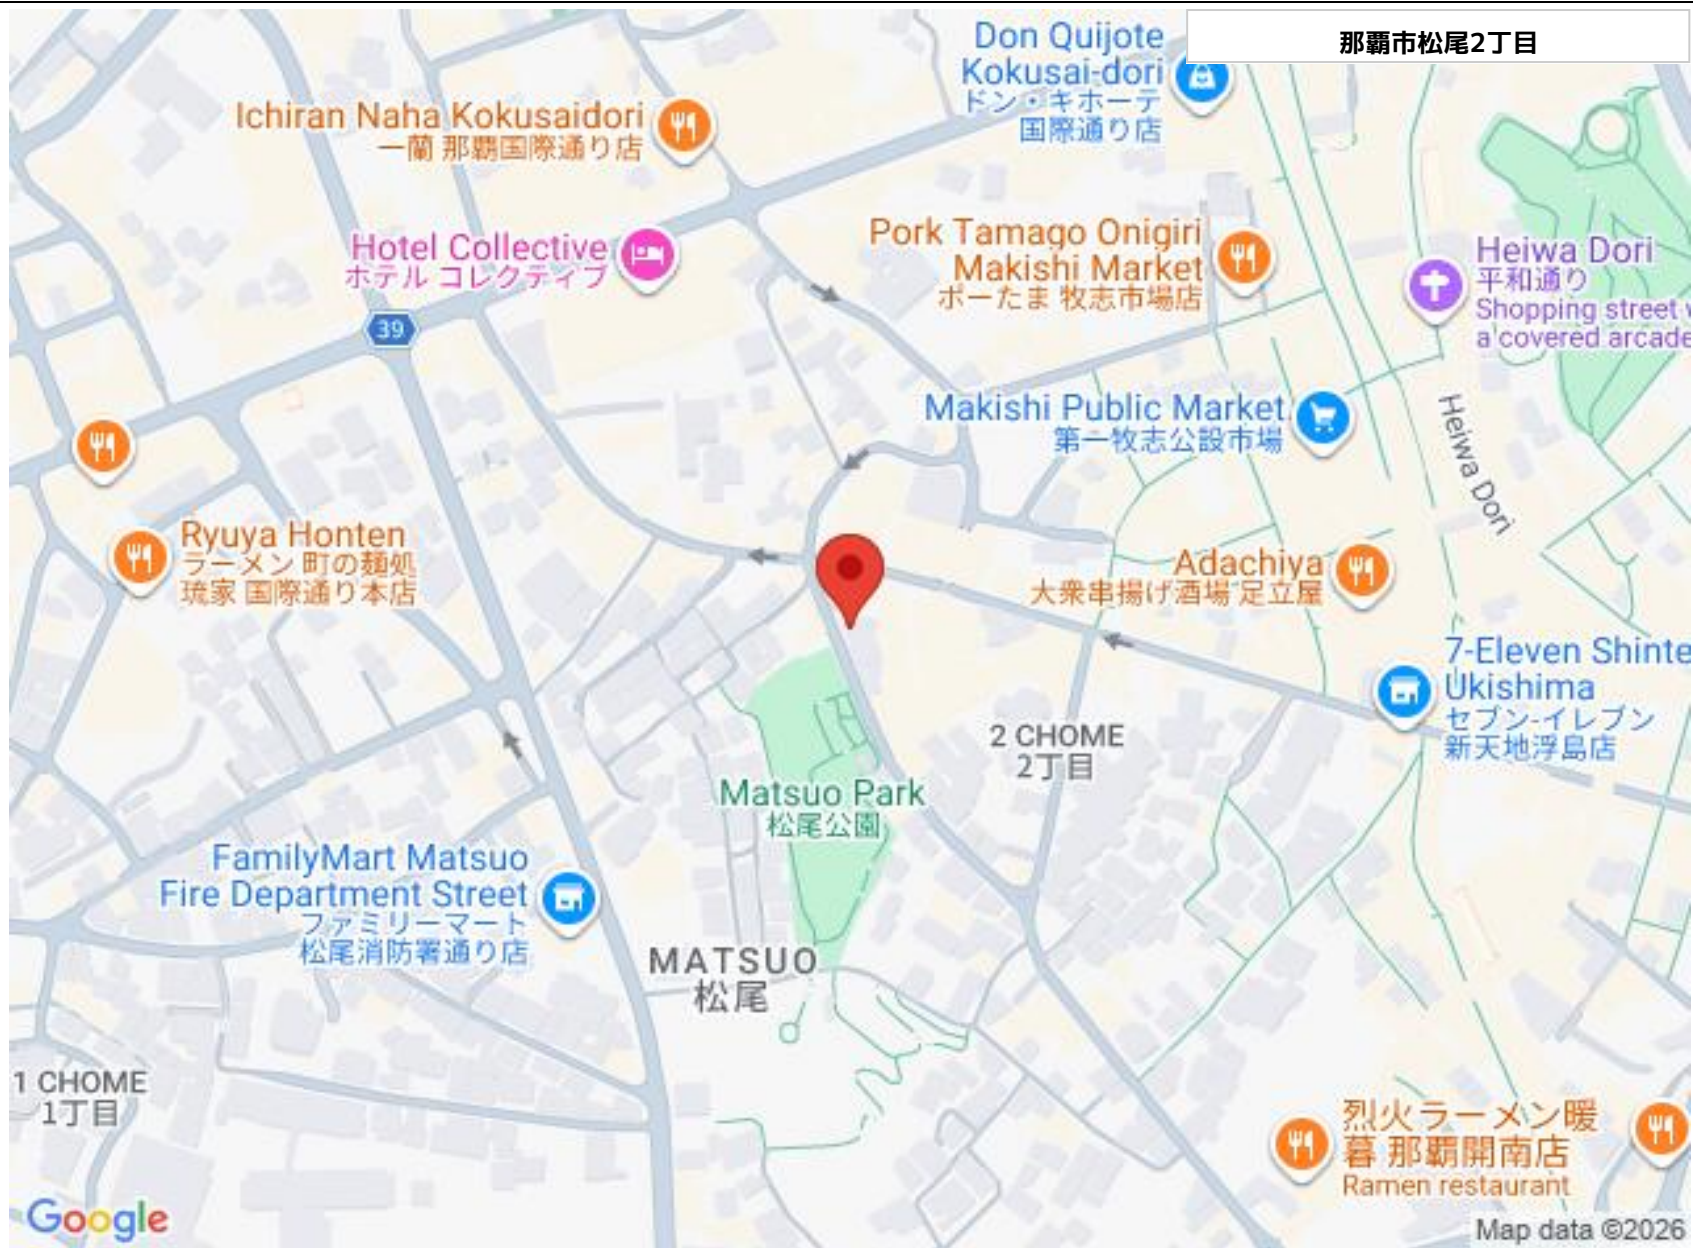 那覇市松尾2丁目
Don Quijote
Kokusai-dori
ドン・キホーテ
国際通り店
Ichiran Naha Kokusaidori
一蘭 那覇国際通り店
Hotel Collective
ホテル コレクティブ
Pork Tamago Onigiri
Makishi Market
ポーたま 牧志市場店
Heiwa Dori
平和通り
Shopping street w
a covered arcade
39
Makishi Public Market
第一牧志公設市場
Heiwa Dori
Ryuya Honten
ラーメン 町の麺処
琉家 国際通り本店
Adachiya
大衆串揚げ酒場 足立屋
7-Eleven Shinte
Ukishima
セブン-イレブン
新天地浮島店
2 CHOME
2丁目
Matsuo Park
松尾公園
FamilyMart Matsuo
Fire Department Street
ファミリーマート
松尾消防署通り店
MATSUO
松尾
1 CHOME
1丁目
烈火ラーメン暖
暮 那覇開南店
Ramen restaurant
Google
Map data ©2026